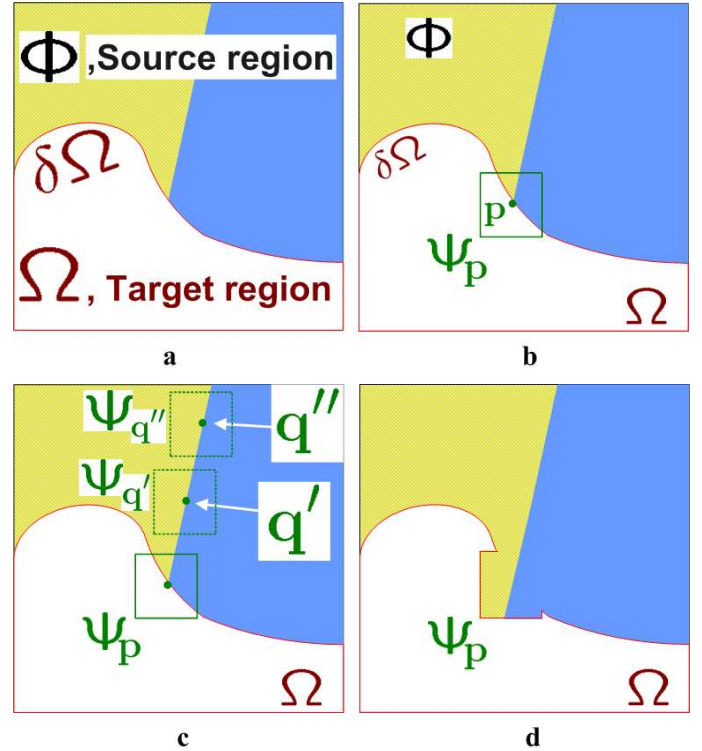 Φ ,Source region
δΩ
Ω, Target region
a
Φ
δΩ
p
Ψp
Ω
b
Ψq''
q''
Ψq'
q'
Ψp
Ω
c
Ψp
Ω
d